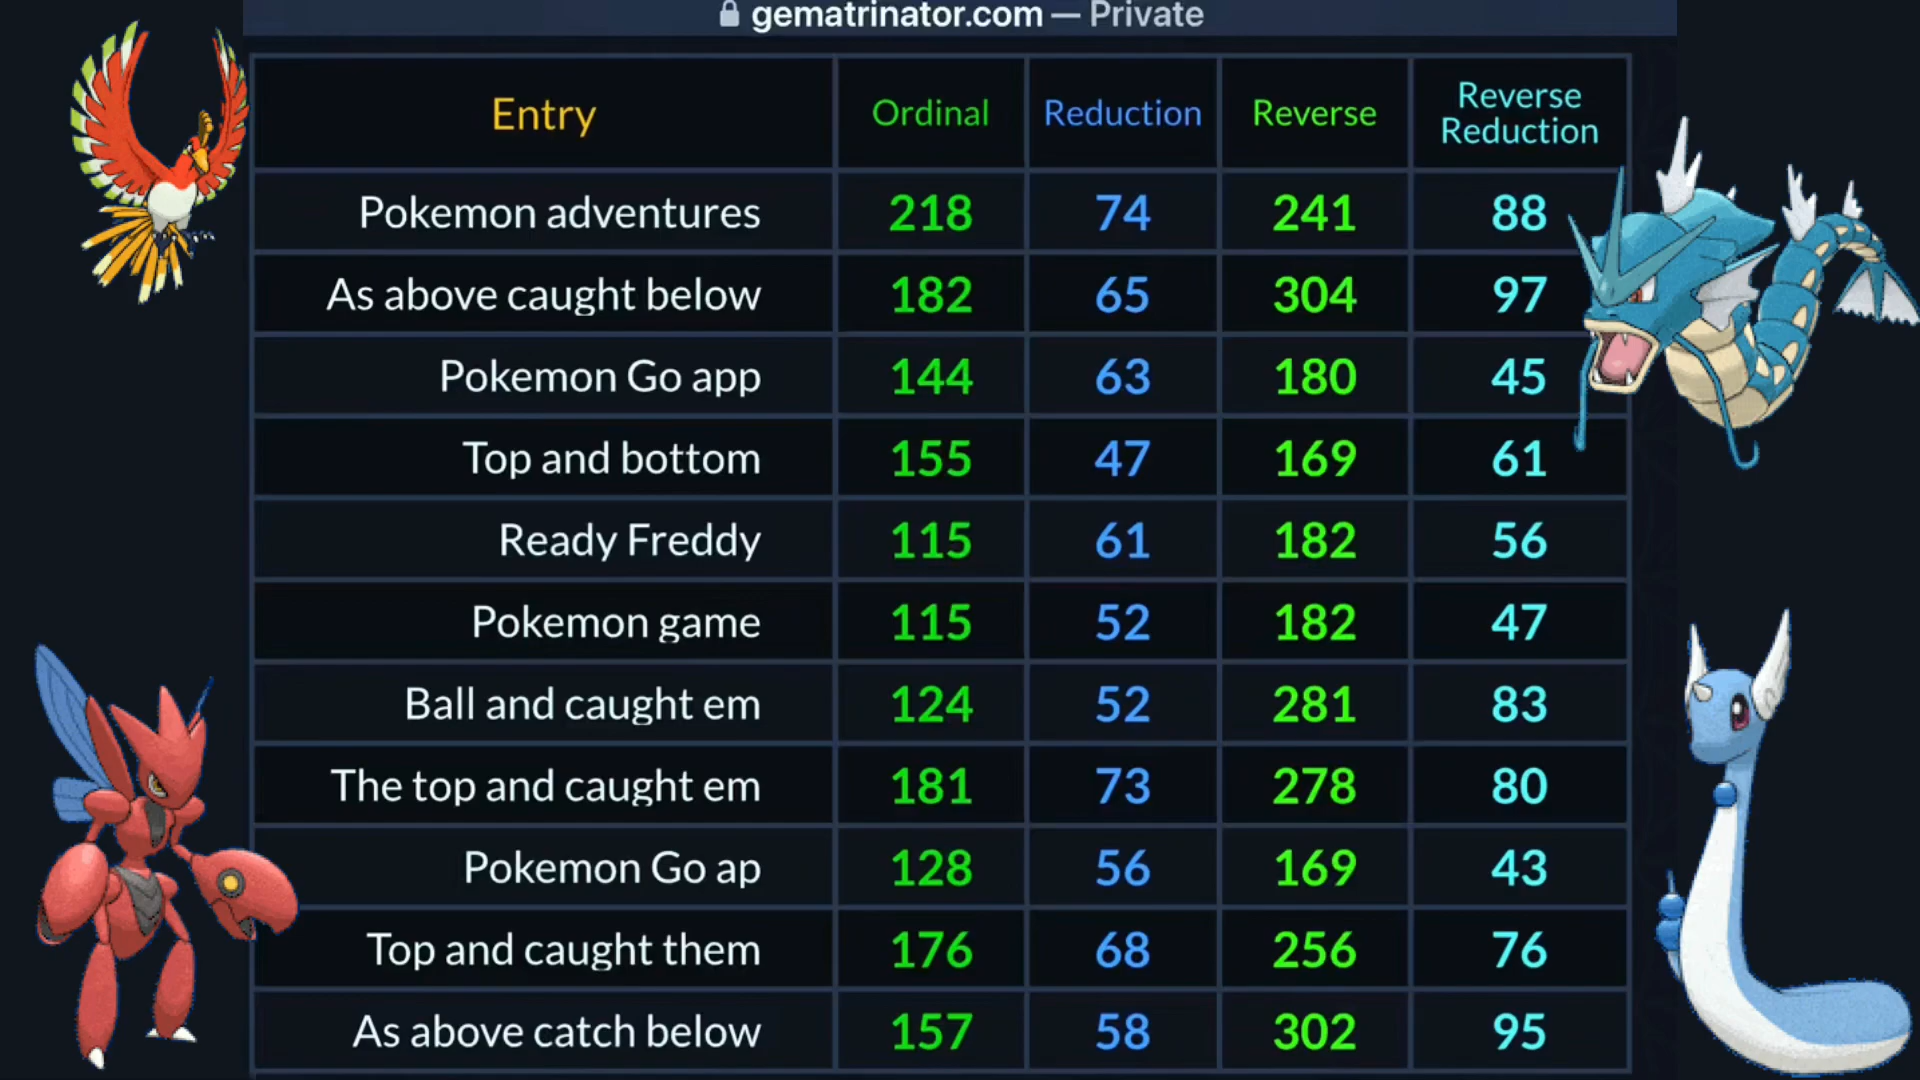 gematrinator.com — Private
Entry Ordinal Reduction Reverse Reverse Reduction
Pokemon adventures 218 74 241 88
As above caught below 182 65 304 97
Pokemon Go app 144 63 180 45
Top and bottom 155 47 169 61
Ready Freddy 115 61 182 56
Pokemon game 115 52 182 47
Ball and caught em 124 52 281 83
The top and caught em 181 73 278 80
Pokemon Go ap 128 56 169 43
Top and caught them 176 68 256 76
As above catch below 157 58 302 95